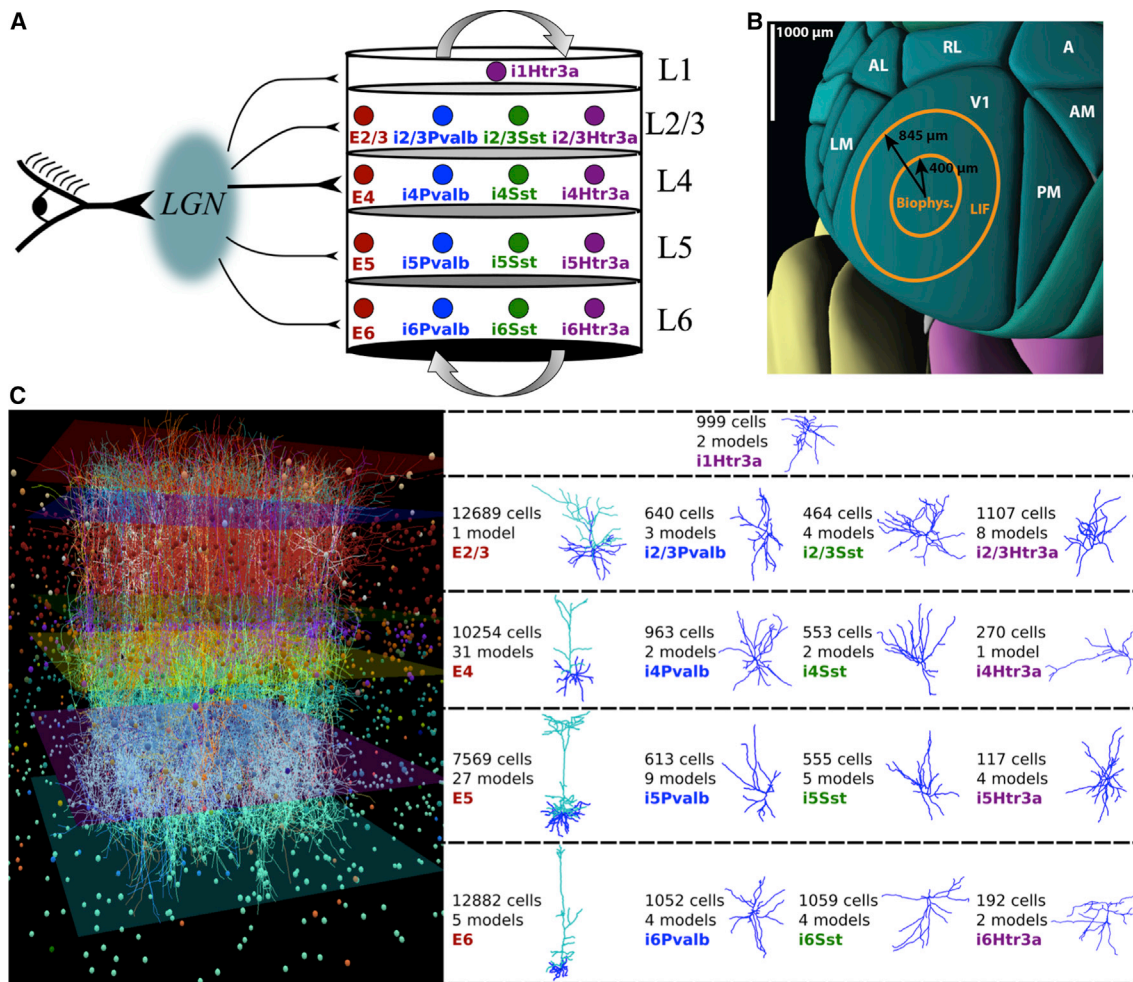 A
LGN
i1Htr3a
L1
E2/3 i2/3Pvalb i2/3Sst i2/3Htr3a
L2/3
E4 i4Pvalb i4Sst i4Htr3a
L4
E5 i5Pvalb i5Sst i5Htr3a
L5
E6 i6Pvalb i6Sst i6Htr3a
L6
B
1000 µm
AL
RL
A
V1
LM
AM
845 µm
400 µm
PM
Biophys.
LIF
C
999 cells
2 models
i1Htr3a
12689 cells
1 model
E2/3
640 cells
3 models
i2/3Pvalb
464 cells
4 models
i2/3Sst
1107 cells
8 models
i2/3Htr3a
10254 cells
31 models
E4
963 cells
2 models
i4Pvalb
553 cells
2 models
i4Sst
270 cells
1 model
i4Htr3a
7569 cells
27 models
E5
613 cells
9 models
i5Pvalb
555 cells
5 models
i5Sst
117 cells
4 models
i5Htr3a
12882 cells
5 models
E6
1052 cells
4 models
i6Pvalb
1059 cells
4 models
i6Sst
192 cells
2 models
i6Htr3a